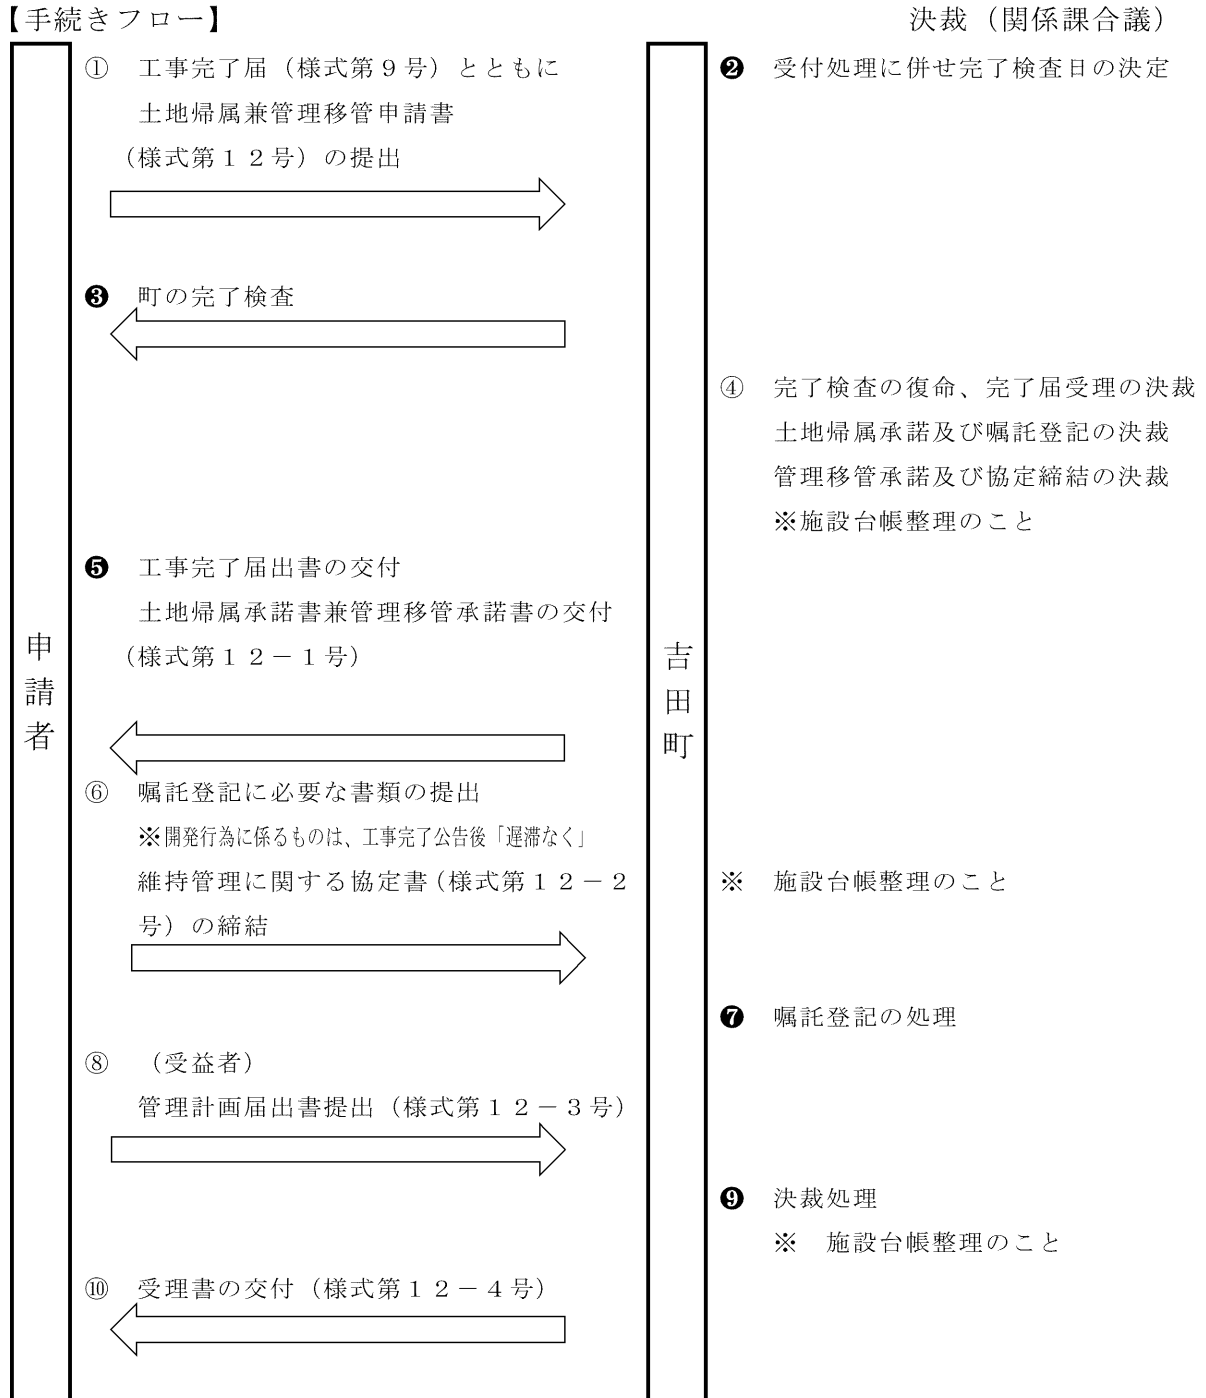 【手続きフロー】
決裁（関係課合議）
① 工事完了届（様式第９号）とともに
土地帰属兼管理移管申請書
（様式第１２号）の提出
❷ 受付処理に併せ完了検査日の決定
❸ 町の完了検査
④ 完了検査の復命、完了届受理の決裁
土地帰属承諾及び嘱託登記の決裁
管理移管承諾及び協定締結の決裁
※施設台帳整理のこと
❺ 工事完了届出書の交付
土地帰属承諾書兼管理移管承諾書の交付
（様式第１２－１号）
申請者
吉田町
⑥ 嘱託登記に必要な書類の提出
※開発行為に係るものは、工事完了公告後「遅滞なく」
維持管理に関する協定書（様式第１２－２
号）の締結
※ 施設台帳整理のこと
❼ 嘱託登記の処理
⑧ （受益者）
管理計画届出書提出（様式第１２－３号）
❾ 決裁処理
※ 施設台帳整理のこと
⑩ 受理書の交付（様式第１２－４号）